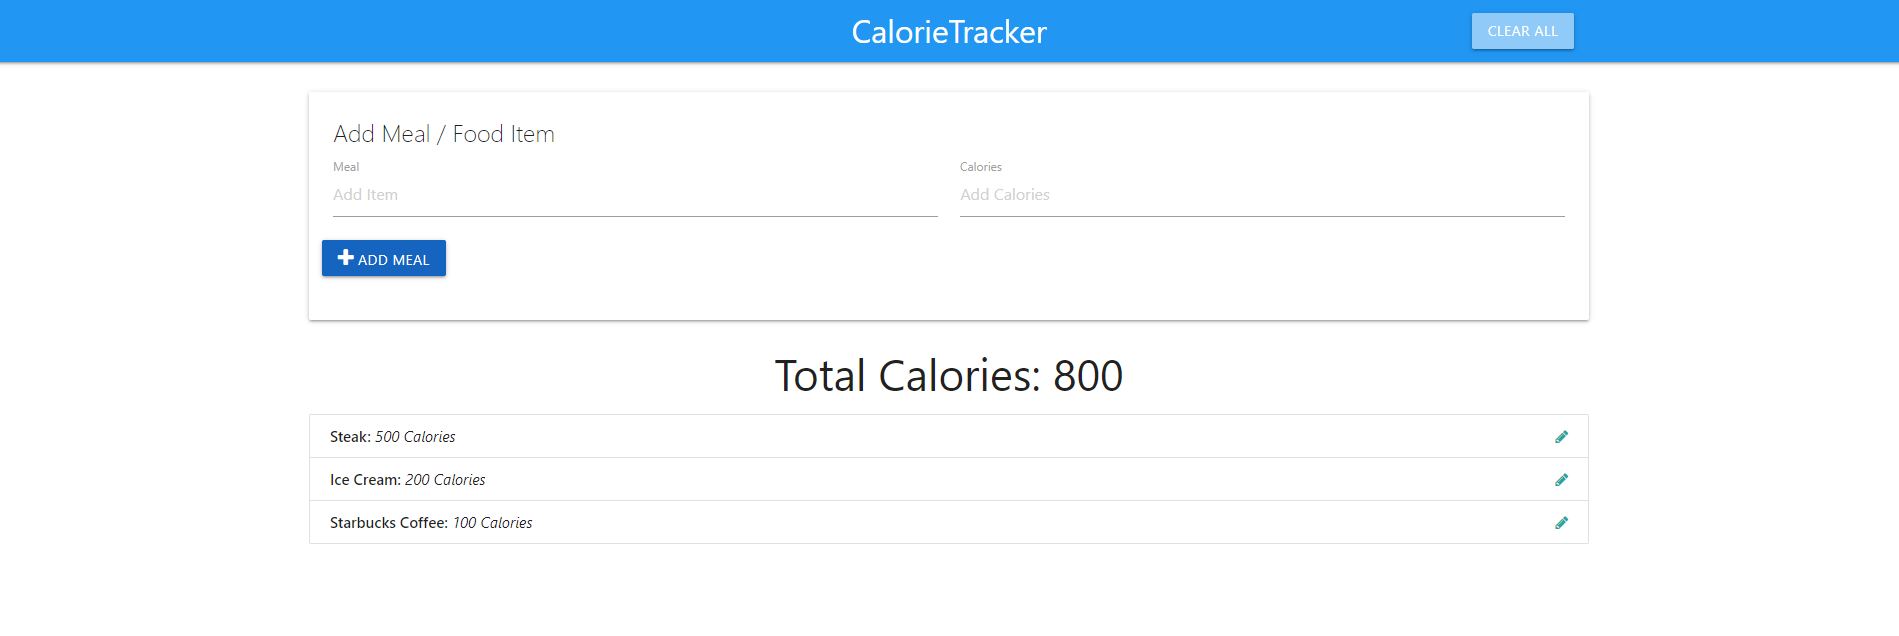 CalorieTracker
CLEAR ALL
Add Meal / Food Item
Meal
Calories
Add Item
Add Calories
ADD MEAL
Total Calories: 800
Steak: 500 Calories
Ice Cream: 200 Calories
Starbucks Coffee: 100 Calories